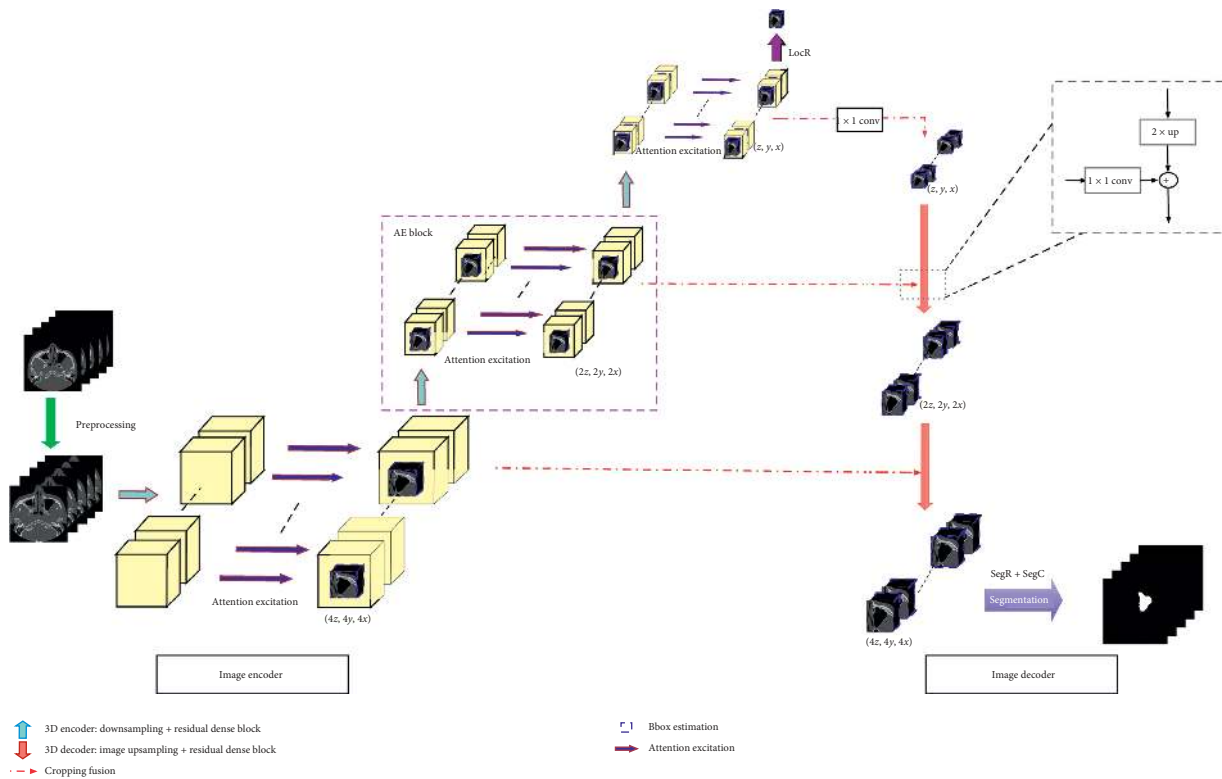 LocR
1 × 1 conv
Attention excitation
(z, y, x)
2 × up
1 × 1 conv
+
(z, y, x)
AE block
Attention excitation
(2z, 2y, 2x)
(2z, 2y, 2x)
Preprocessing
Attention excitation
(4z, 4y, 4x)
SegR + SegC
Segmentation
(4z, 4y, 4x)
Image encoder
Image decoder
3D encoder: downsampling + residual dense block
3D decoder: image upsampling + residual dense block
Cropping fusion
Bbox estimation
Attention excitation